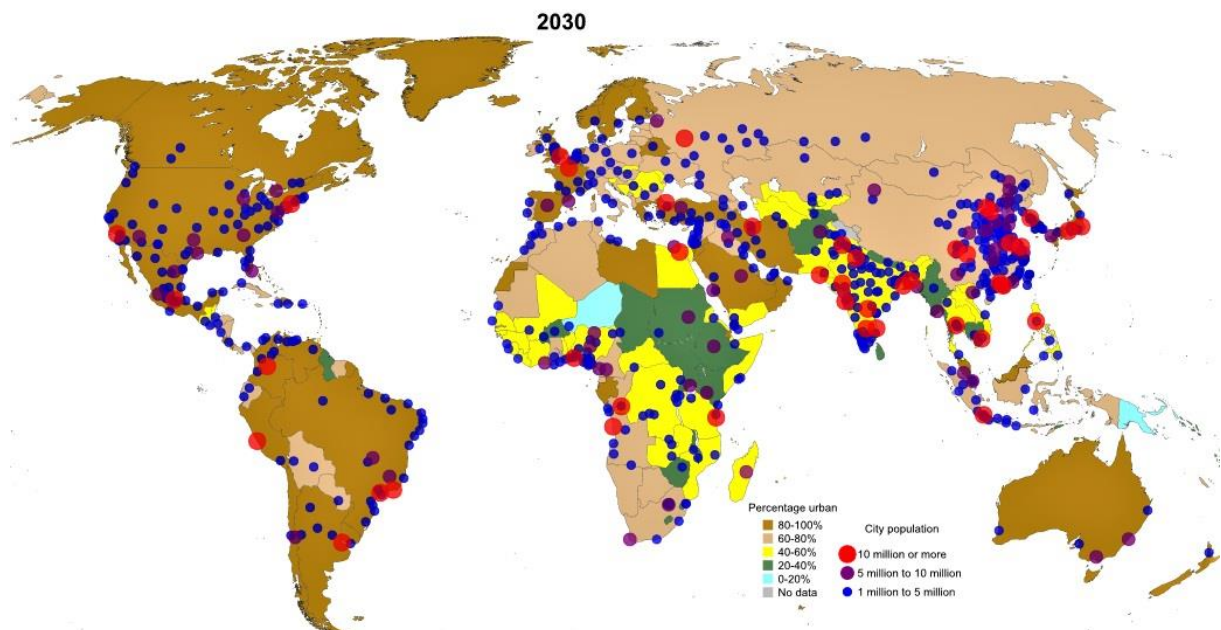 2030
Percentage urban
80-100%
60-80%
40-60%
20-40%
0-20%
No data
City population
10 million or more
5 million to 10 million
1 million to 5 million